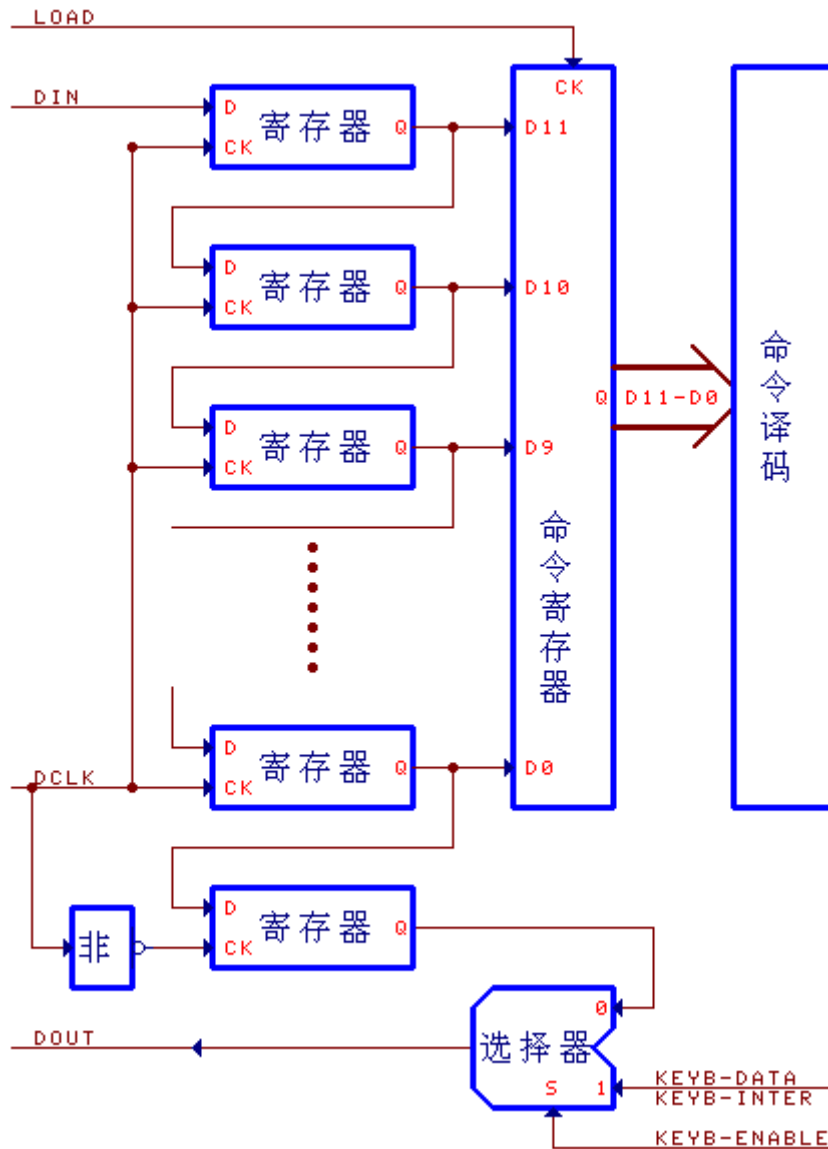 LOAD
CK
DIN
D
寄存器
Q
CK
D11
D
寄存器
Q
CK
D10
D
寄存器
Q
CK
D9
命令寄存器
Q
D11-D0
命令译码
D
寄存器
Q
CK
D0
DCLK
D
寄存器
Q
CK
非
0
选择器
S
1
DOUT
KEYB-DATA
KEYB-INTER
KEYB-ENABLE